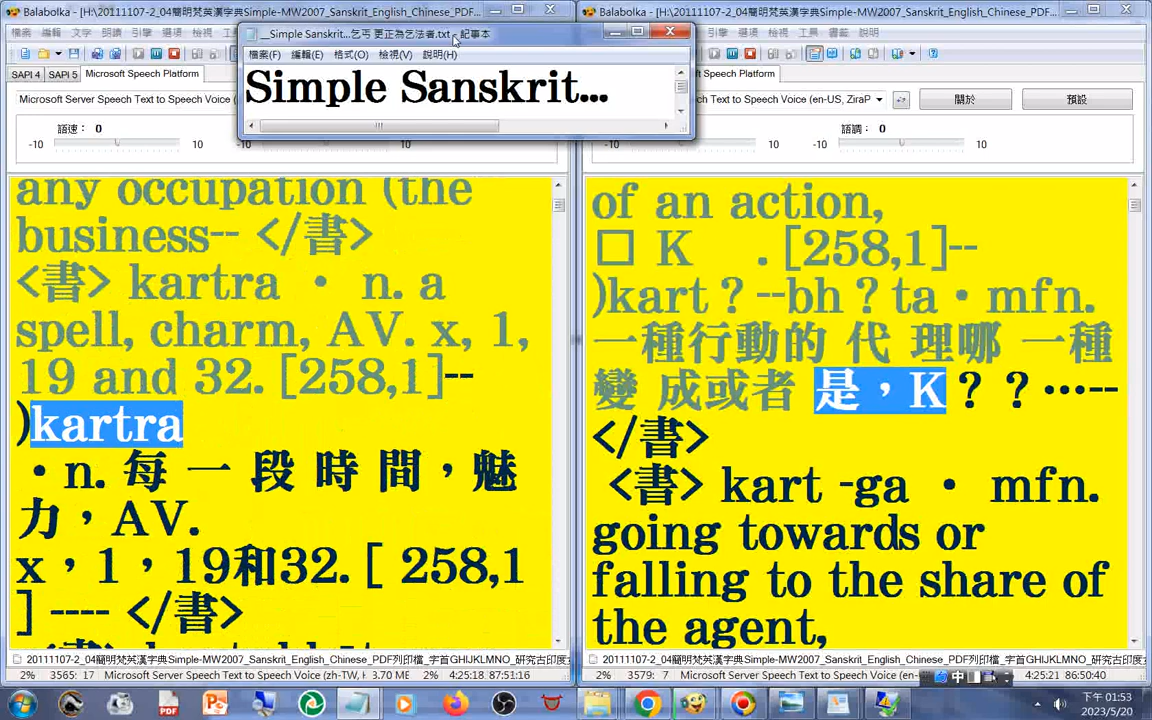 Balabolka - [H:\20111107-2_04簡明梵英漢字典Simple-MW2007_Sanskrit_English_Chinese_PDF...
SAPI 4 SAPI 5 Microsoft Speech Platform
Microsoft Server Speech Text to Speech Voice (
語速： 0
-10 10
any occupation (the
business-- </書>
<書> kartra • n. a
spell, charm, AV. x, 1,
19 and 32. [258,1]--
)kartra
•n. 每 一 段 時 間，魅
力，AV.
x，1，19和32. [ 258,1
] ---- </書>
20111107-2_04簡明梵英漢字典Simple-MW2007_Sanskrit_English_Chinese_PDF列印檔_字首GHIJKLMNO_研究古印度
2% 3565: 17 Microsoft Server Speech Text to Speech Voice (zh-TW, H 3.70 ME 2% 4:25:18 87:51:16
__Simple Sanskrit...乞丐 更正為乞法者.txt - 記事本
檔案(F) 編輯(E) 格式(O) 檢視(V) 說明(H)
Simple Sanskrit...
Balabolka - [H:\20111107-2_04簡明梵英漢字典Simple-MW2007_Sanskrit_English_Chinese_PDF...
引擎 工具 視窗 書籤 說明
ch Platform
ch Text to Speech Voice (en-US, ZiraP 關於 預設
語調： 0
-10 10
of an action,
□ K . [258,1]--
)kart？--bh？ta•mfn.
一種行動的 代 理哪 一種
變 成或者 是，K？？…--
</書>
<書> kart -ga • mfn.
going towards or
falling to the share of
the agent,
20111107-2_04簡明梵英漢字典Simple-MW2007_Sanskrit_English_Chinese_PDF列印檔_字首GHIJKLMNO_研究古印度
2% 3579: 7 Microsoft Server Speech Text to Speech 4:25:21 86:50:40
中
下午 01:53
2023/5/20